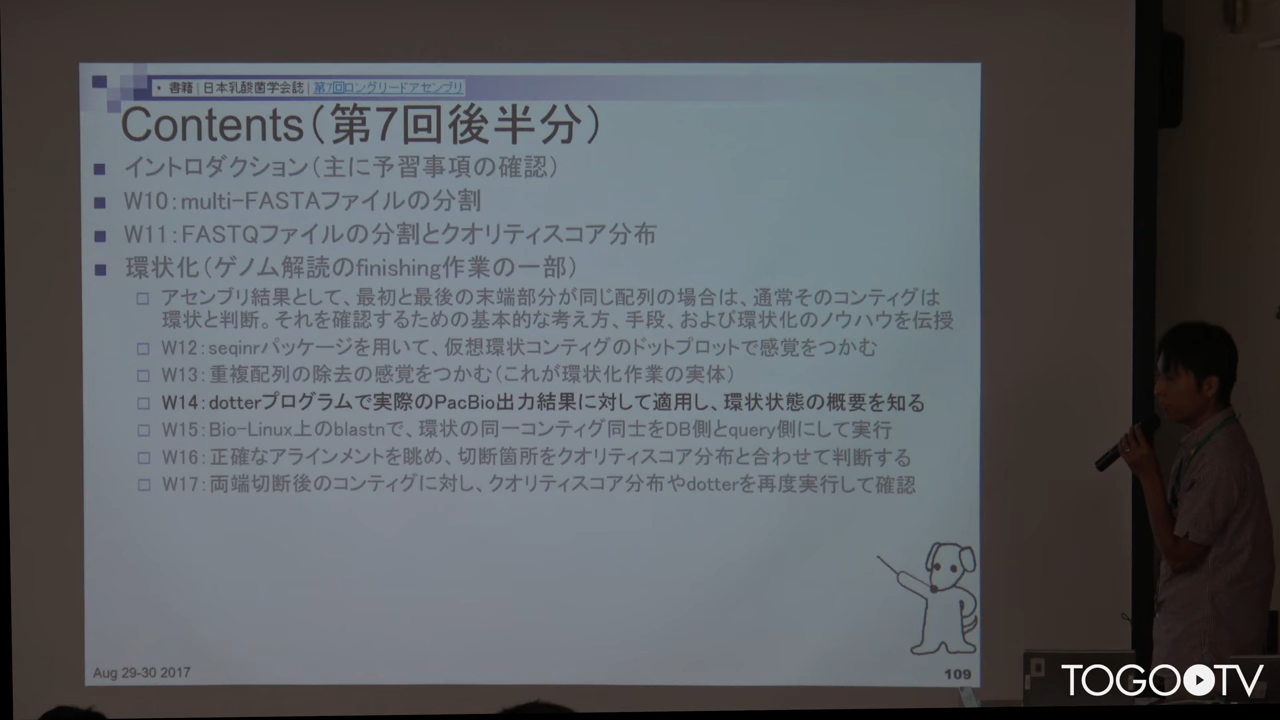 ・ 書籍 | 日本乳酸菌学会誌 | 第7回ロングリードアセンブリ
Contents(第7回後半分)
イントロダクション(主に予習事項の確認)
W10:multi-FASTAファイルの分割
W11:FASTQファイルの分割とクオリティスコア分布
環状化(ゲノム解読のfinishing作業の一部)
アセンブリ結果として、最初と最後の末端部分が同じ配列の場合は、通常そのコンティグは
環状と判断。それを確認するための基本的な考え方、手段、および環状化のノウハウを伝授
W12:seqinrパッケージを用いて、仮想環状コンティグのドットプロットで感覚をつかむ
W13:重複配列の除去の感覚をつかむ(これが環状化作業の実体)
W14:dotterプログラムで実際のPacBio出力結果に対して適用し、環状状態の概要を知る
W15:Bio-Linux上のblastnで、環状の同一コンティグ同士をDB側とquery側にして実行
W16:正確なアラインメントを眺め、切断箇所をクオリティスコア分布と合わせて判断する
W17:両端切断後のコンティグに対し、クオリティスコア分布やdotterを再度実行して確認
Aug 29-30 2017
109
TOGO TV